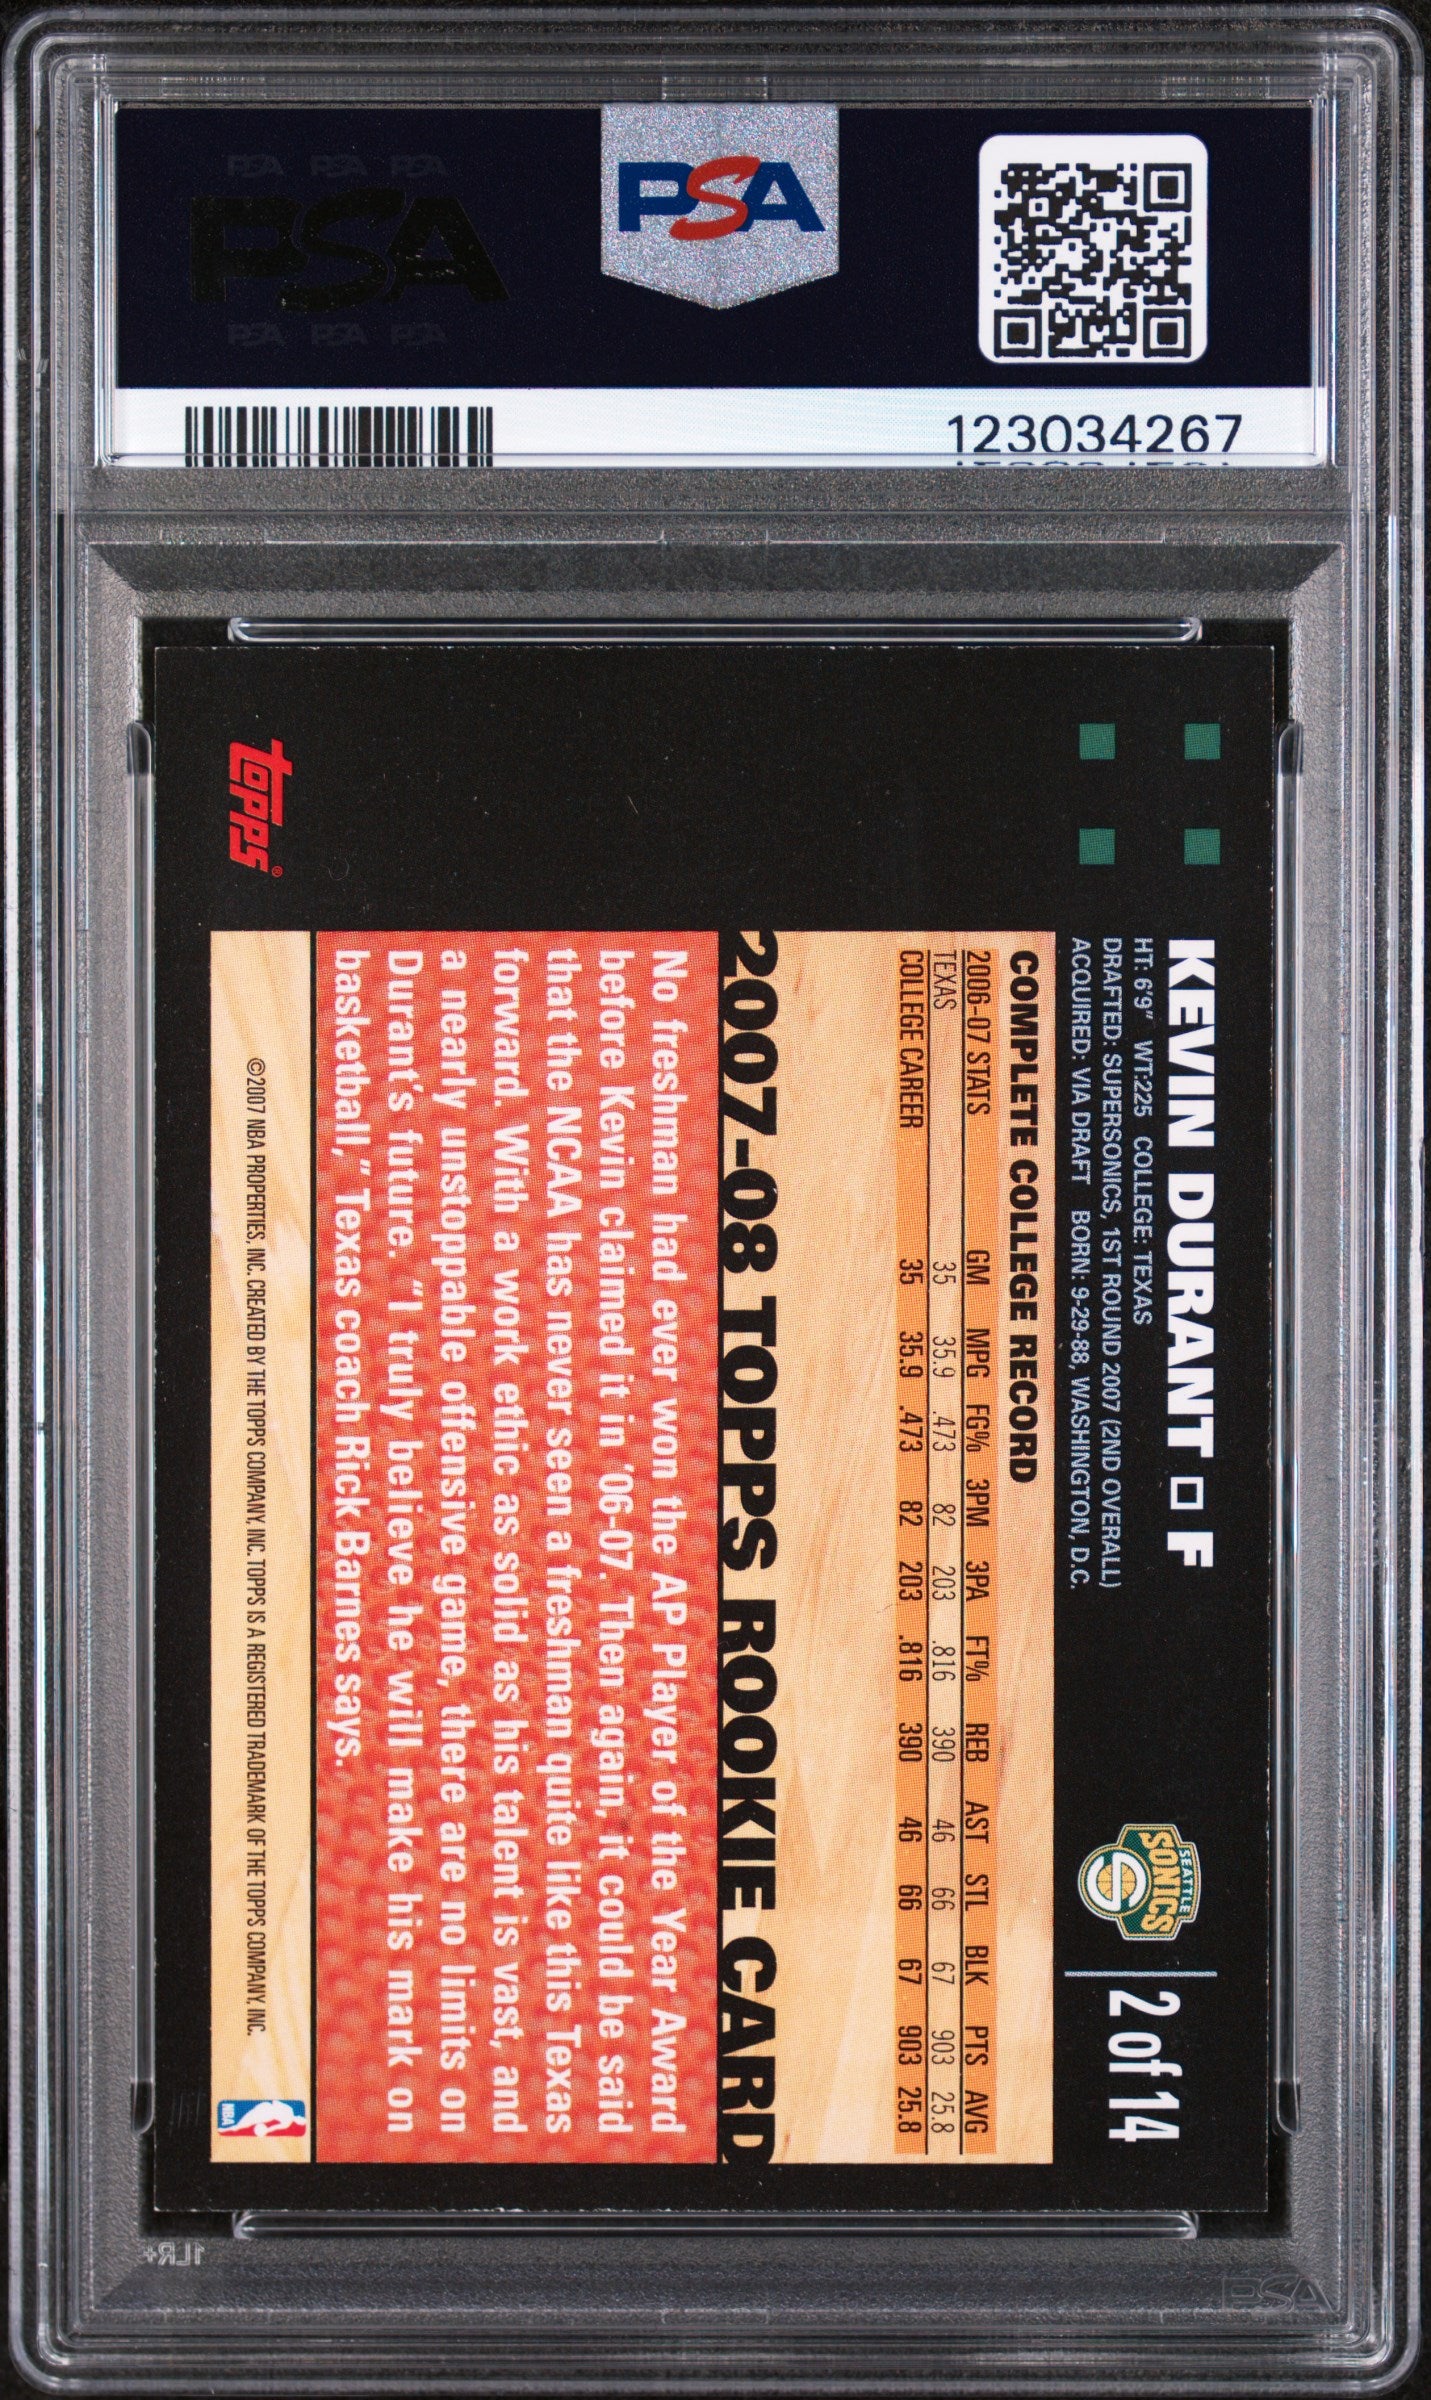 PSA PSA PSA
PSA
PSA PSA PSA
PSA
123034267
KEVIN DURANT □ F
HT: 6'9" WT:225 COLLEGE: TEXAS
DRAFTED: SUPERSONICS, 1ST ROUND 2007 (2ND OVERALL)
ACQUIRED: VIA DRAFT BORN: 9-29-88, WASHINGTON, D.C.
SEATTLE
SONICS
2 of 14
COMPLETE COLLEGE RECORD
2006-07 STATS GM MPG FG% 3PM 3PA FT% REB AST STL BLK PTS AVG
TEXAS 35 35.9 .473 82 203 .816 390 46 66 67 903 25.8
COLLEGE CAREER 35 35.9 .473 82 203 .816 390 46 66 67 903 25.8
2007-08 TOPPS ROOKIE CARD
No freshman had ever won the AP Player of the Year Award
before Kevin claimed it in '06-07. Then again, it could be said
that the NCAA has never seen a freshman quite like this Texas
forward. With a work ethic as solid as his talent is vast, and
a nearly unstoppable offensive game, there are no limits on
Durant's future. "I truly believe he will make his mark on
basketball," Texas coach Rick Barnes says.
topps®
©2007 NBA PROPERTIES, INC. CREATED BY THE TOPPS COMPANY, INC. TOPPS IS A REGISTERED TRADEMARK OF THE TOPPS COMPANY, INC.
NBA
1LR+
PSA